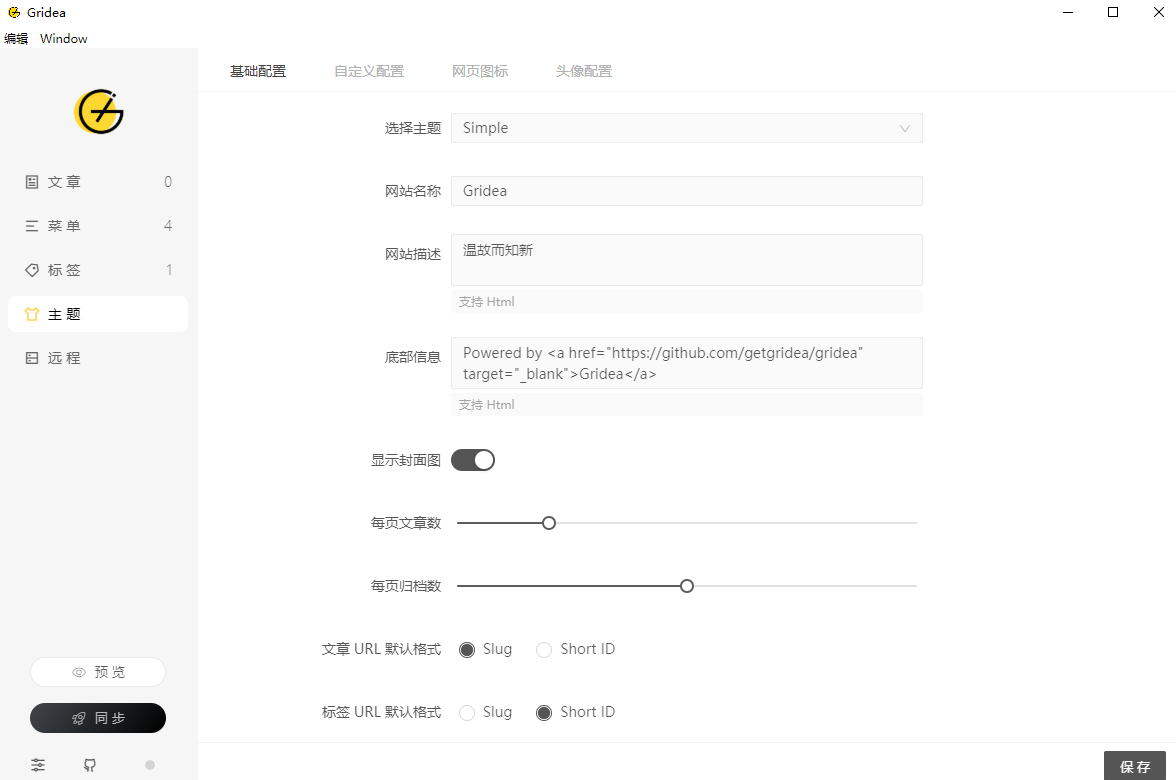 Gridea
编辑 Window
基础配置 自定义配置 网页图标 头像配置
文章 0
菜单 4
标签 1
主题
远程
预览
同步
选择主题 Simple
网站名称 Gridea
网站描述 温故而知新
支持 Html
底部信息 Powered by <a href="https://github.com/getgridea/gridea"
target="_blank">Gridea</a>
支持 Html
显示封面图
每页文章数
每页归档数
文章 URL 默认格式 Slug Short ID
标签 URL 默认格式 Slug Short ID
保存